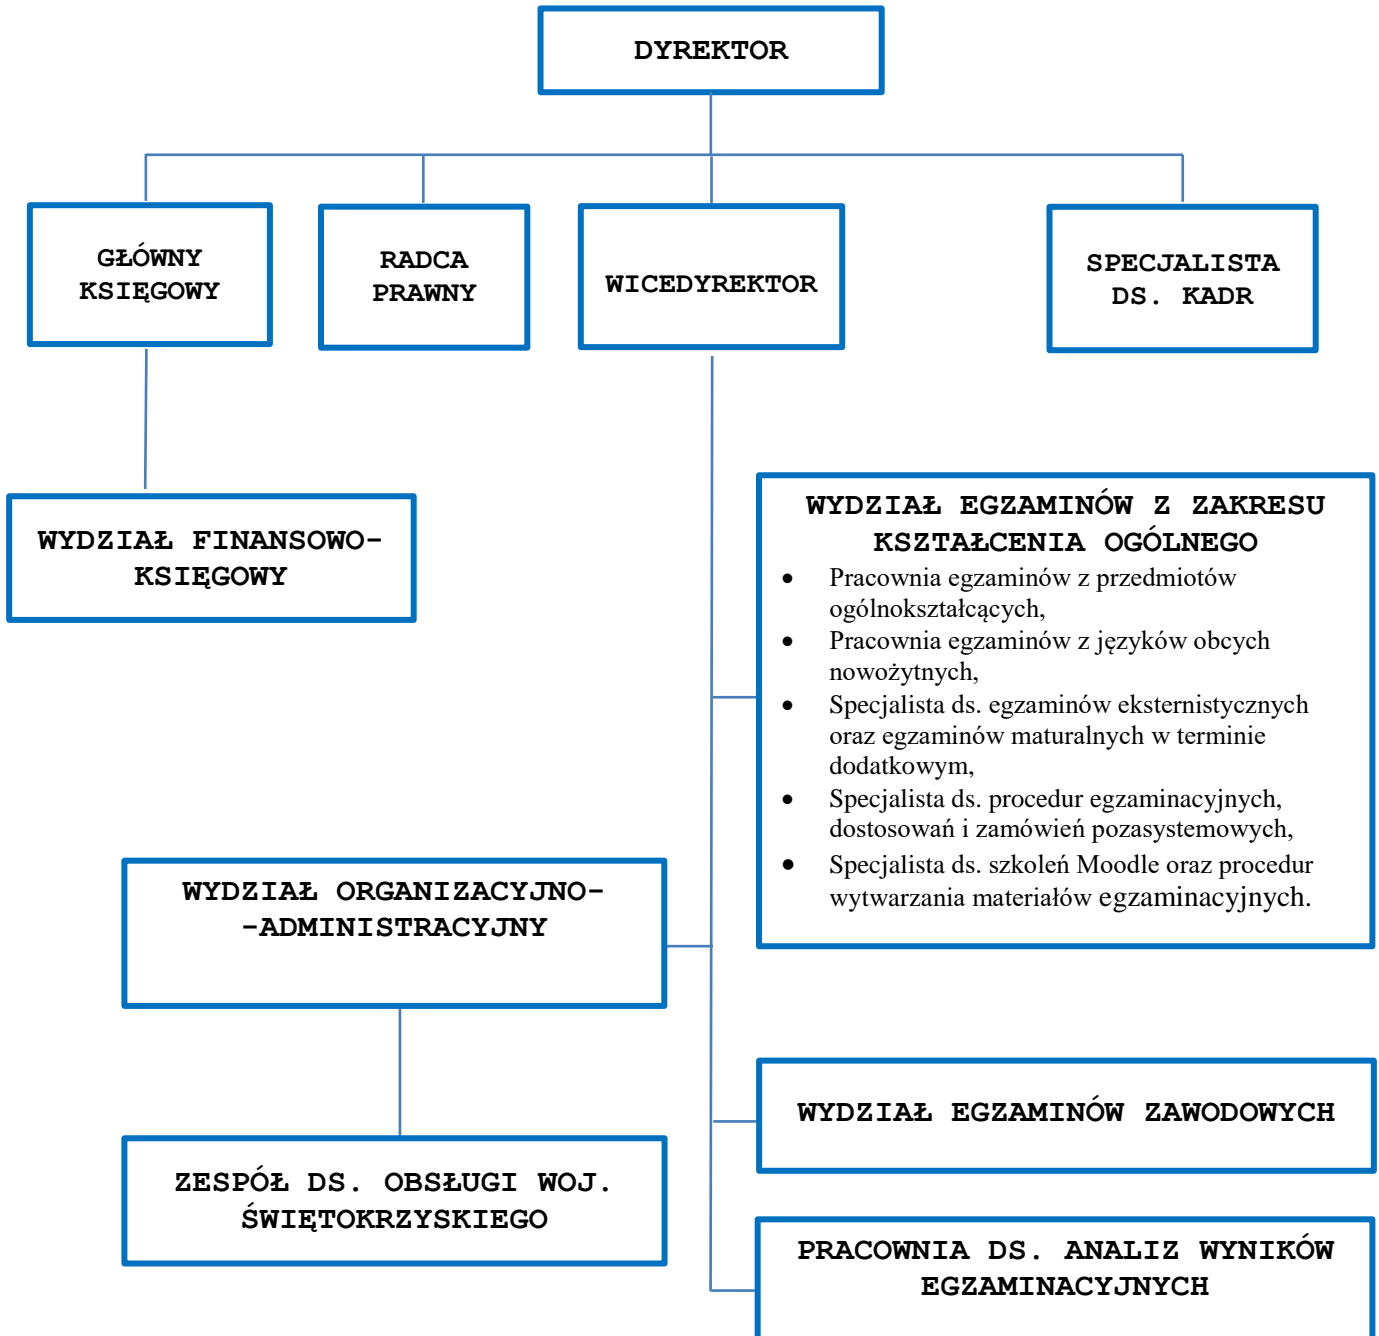 DYREKTOR
GŁÓWNY
KSIĘGOWY
RADCA
PRAWNY
WICEDYREKTOR
SPECJALISTA
DS. KADR
WYDZIAŁ FINANSOWO-
KSIĘGOWY
WYDZIAŁ EGZAMINÓW Z ZAKRESU
KSZTAŁCENIA OGÓLNEGO
• Pracownia egzaminów z przedmiotów
ogólnokształcących,
• Pracownia egzaminów z języków obcych
nowożytnych,
• Specjalista ds. egzaminów eksternistycznych
oraz egzaminów maturalnych w terminie
dodatkowym,
• Specjalista ds. procedur egzaminacyjnych,
dostosowań i zamówień pozasystemowych,
• Specjalista ds. szkoleń Moodle oraz procedur
wytwarzania materiałów egzaminacyjnych.
WYDZIAŁ ORGANIZACYJNO-
-ADMINISTRACYJNY
WYDZIAŁ EGZAMINÓW ZAWODOWYCH
ZESPÓŁ DS. OBSŁUGI WOJ.
ŚWIĘTOKRZYSKIEGO
PRACOWNIA DS. ANALIZ WYNIKÓW
EGZAMINACYJNYCH